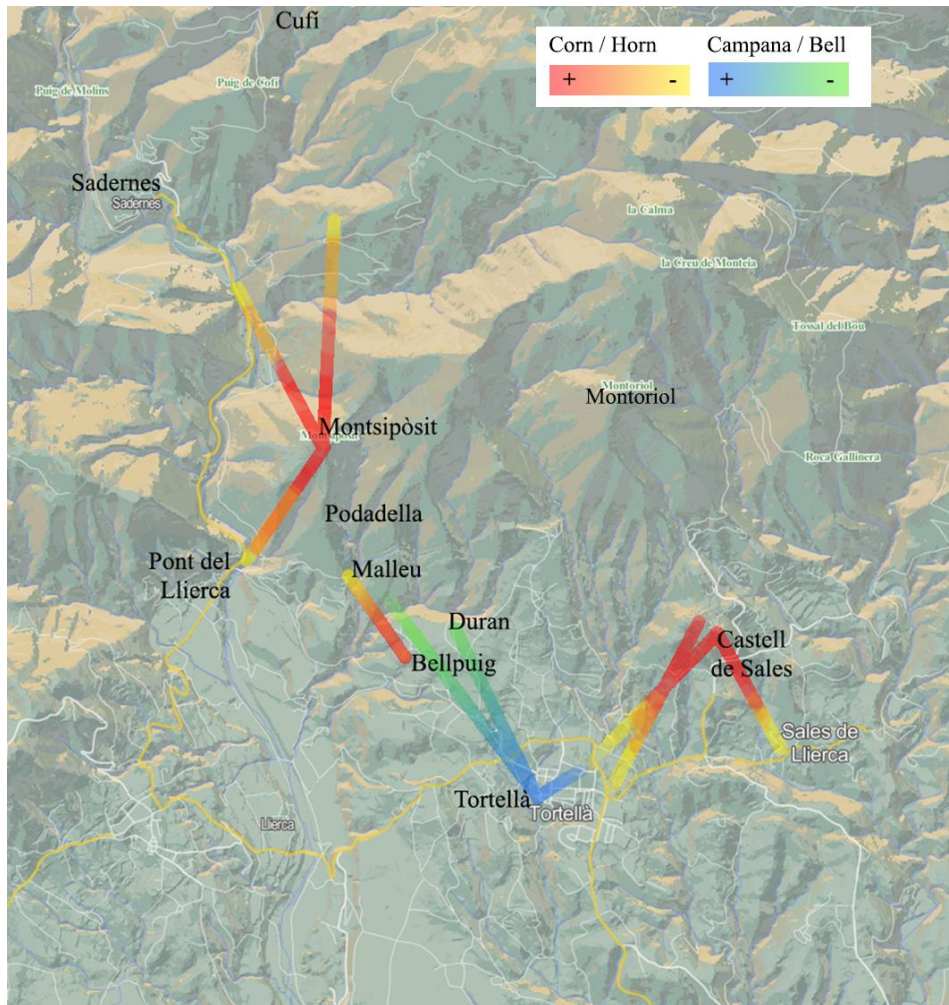 Cufí
Corn / Horn
Campana / Bell
+ -
+ -
Puig de Molins
Puig de Cofí
Sadernes
Sadernes
la Calma
la Creu de Monteia
Tossal del Bou
Montoriol
Montoriol
Montsipòsit
Montsipòsit
Roca Gallinera
Podadella
Pont del
Llierca
Malleu
Duran
Bellpuig
Castell
de Sales
Sales de
Llierca
Tortellà
Tortellà
Llierca